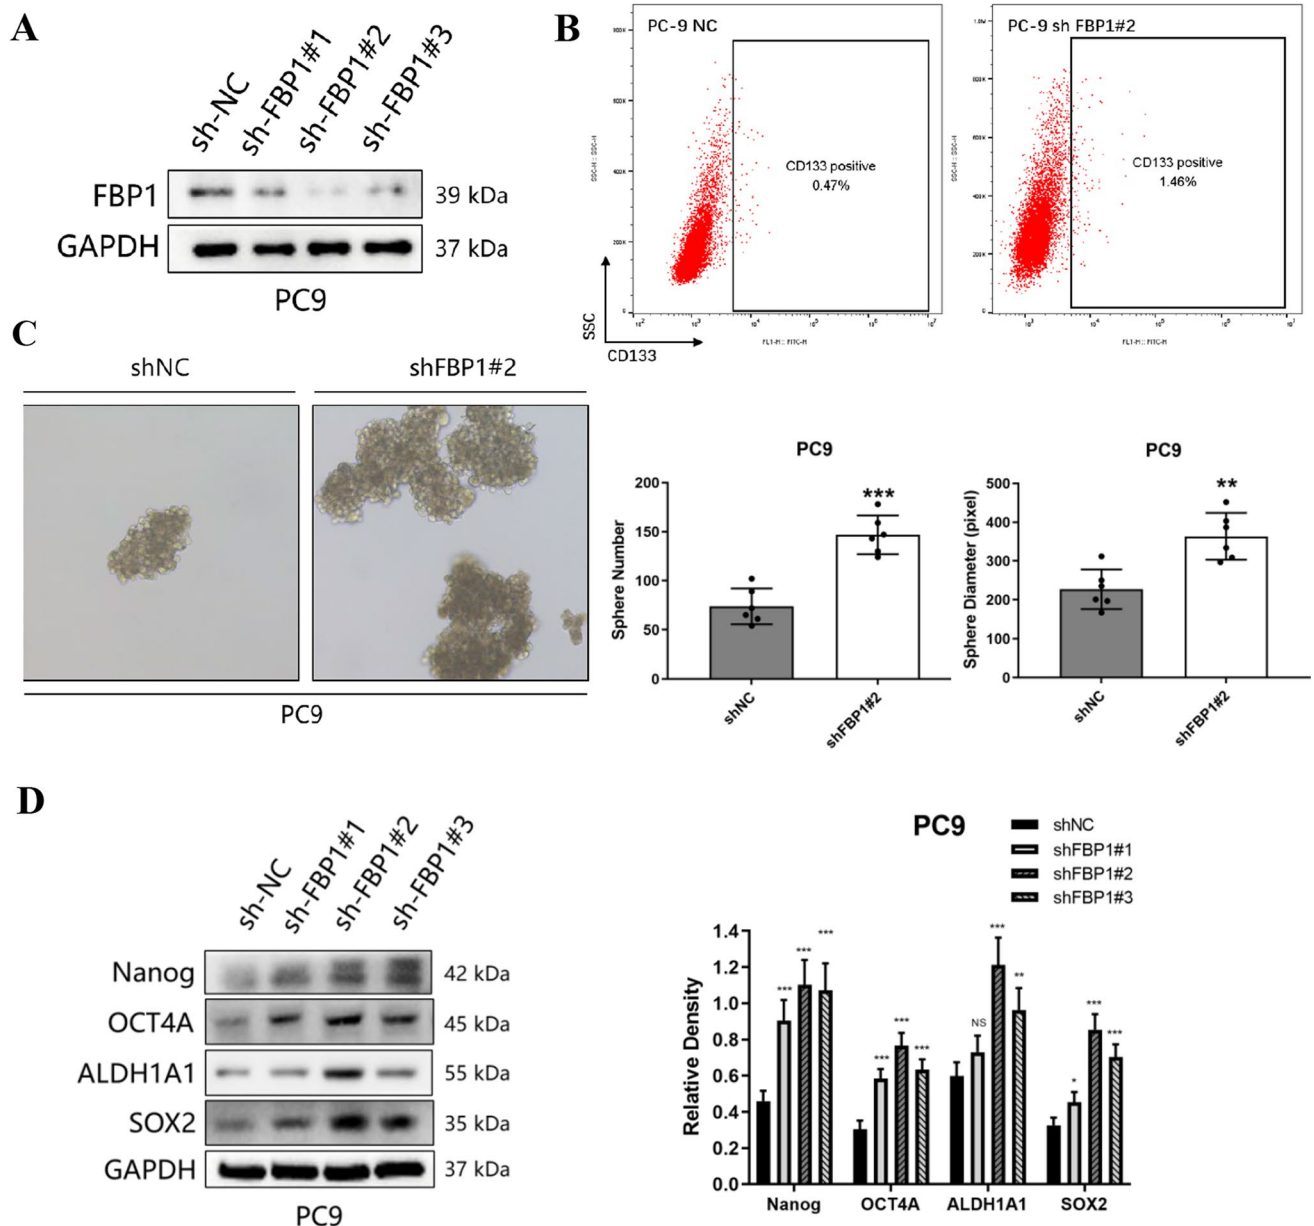 A
sh-NC
sh-FBP1#1
sh-FBP1#2
sh-FBP1#3
FBP1
39 kDa
GAPDH
37 kDa
PC9
B
PC-9 NC
CD133 positive
0.47%
SSC
CD133
PC-9 sh FBP1#2
CD133 positive
1.46%
C
shNC
shFBP1#2
PC9
PC9
Sphere Number
200
150
100
50
0
***
shNC
shFBP1#2
PC9
Sphere Diameter (pixel)
500
400
300
200
100
0
**
shNC
shFBP1#2
D
sh-NC
sh-FBP1#1
sh-FBP1#2
sh-FBP1#3
Nanog
42 kDa
OCT4A
45 kDa
ALDH1A1
55 kDa
SOX2
35 kDa
GAPDH
37 kDa
PC9
PC9
shNC
shFBP1#1
shFBP1#2
shFBP1#3
Relative Density
1.4
1.2
1.0
0.8
0.6
0.4
0.2
0.0
*** *** ***
*** *** ***
NS *** **
* *** ***
Nanog OCT4A ALDH1A1 SOX2